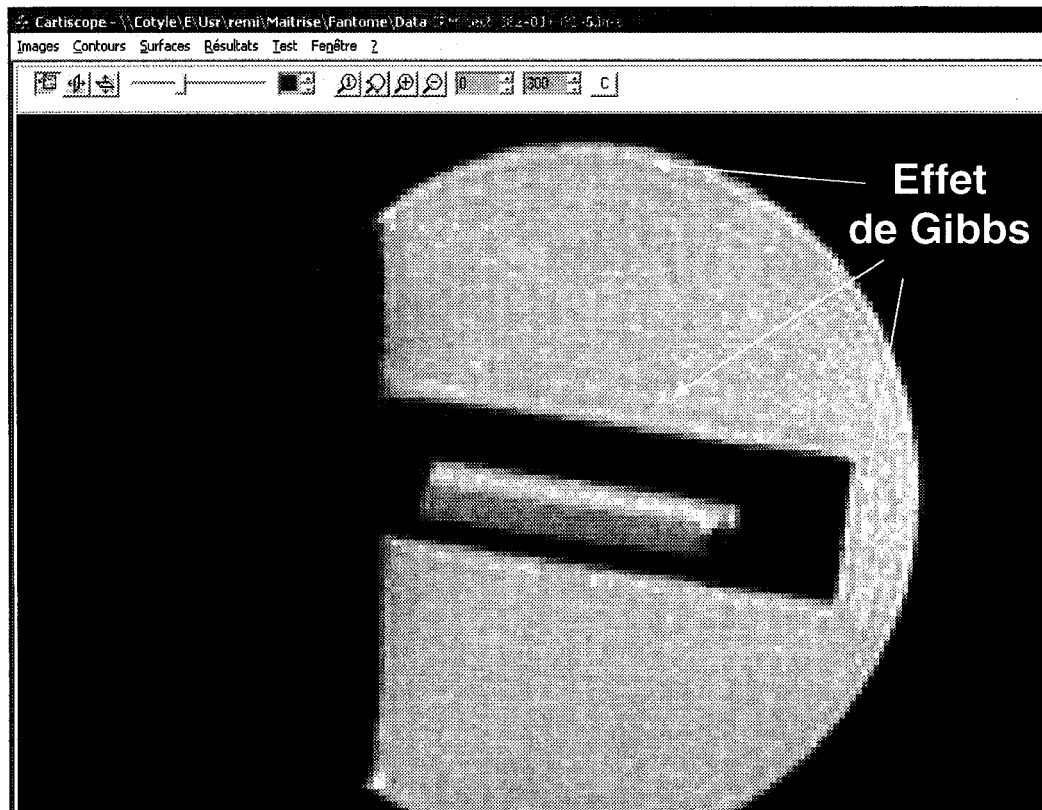 Cartiscope - \\Cotyle\E\Usr\remi\Maitrise\Fantome\Data
Images Contours Surfaces Résultats Test Fenêtre ?
0 300 C
Effet
de Gibbs